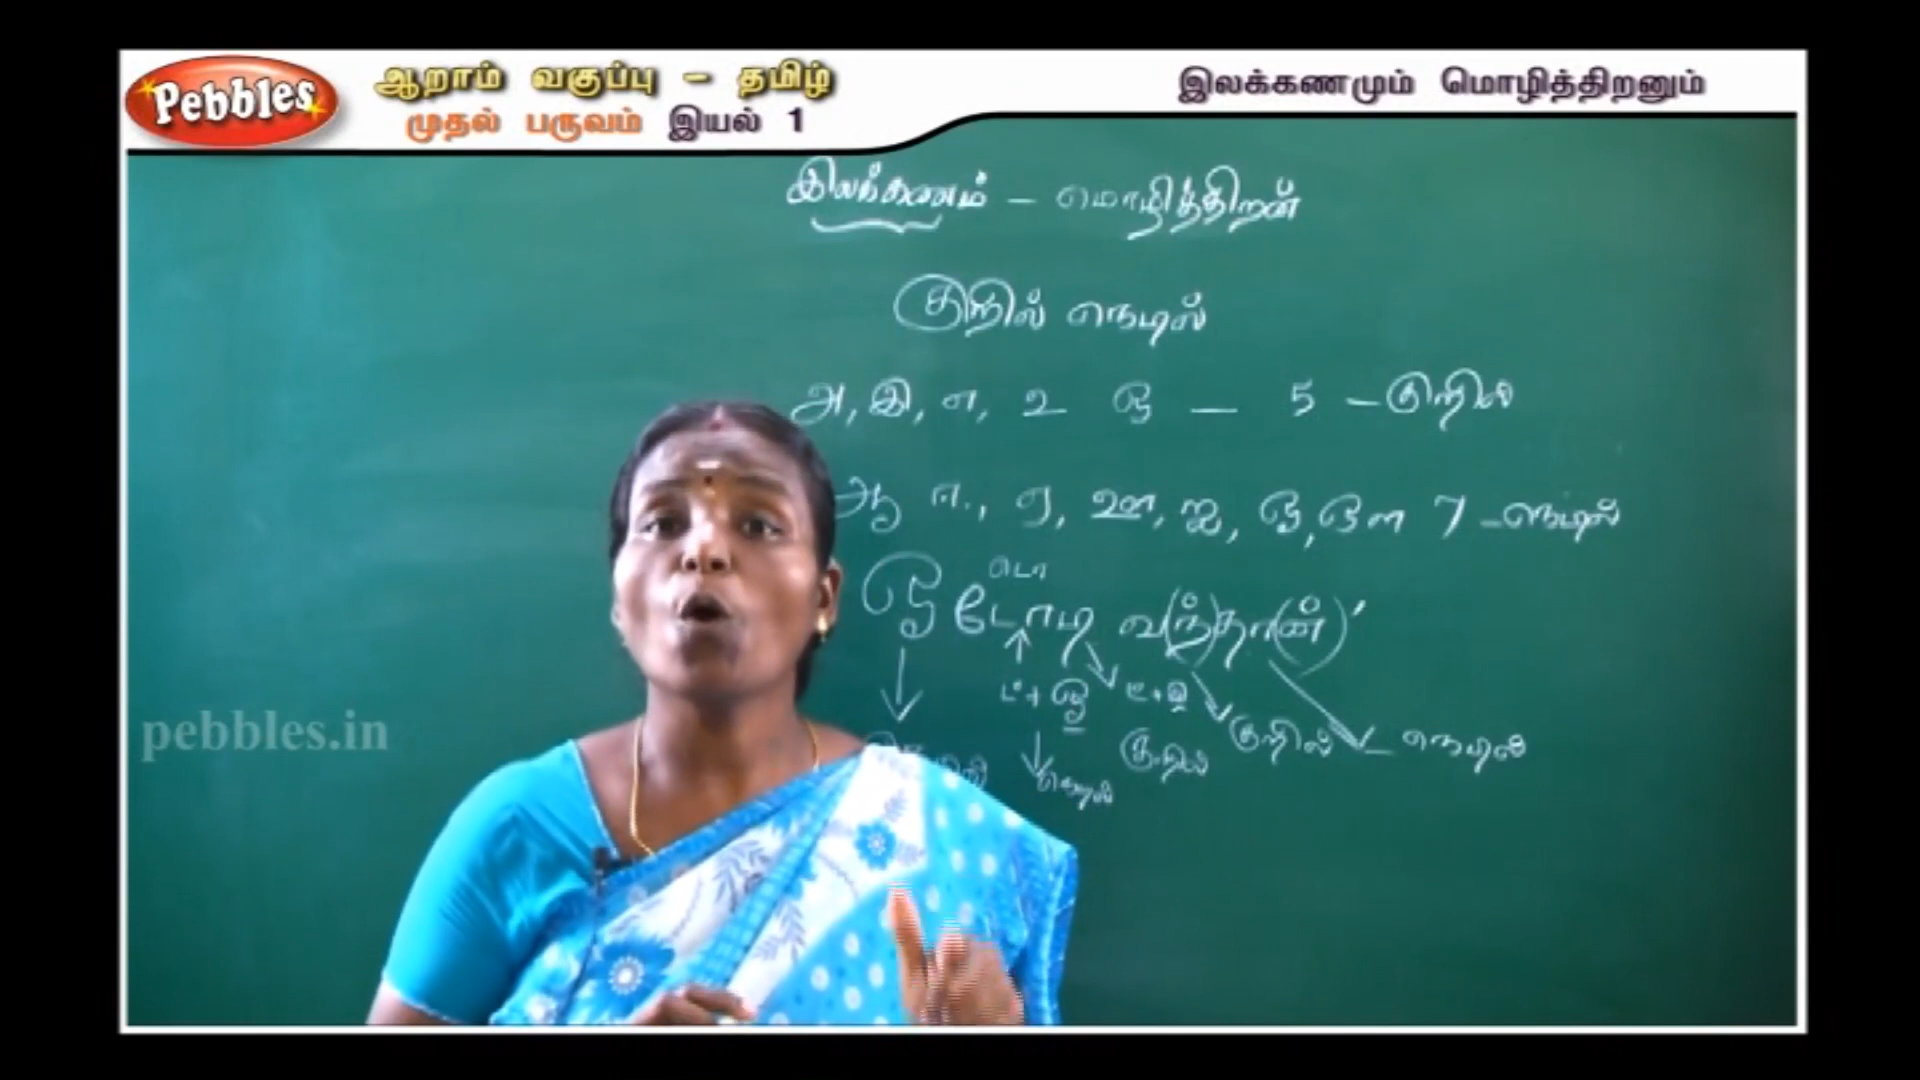 Pebbles
ஆறாம் வகுப்பு - தமிழ்
முதல் பருவம் இயல் 1
இலக்கணமும் மொழித்திறனும்
இலக்கணம் - மொழித்திறன்
குறில் நெடில்
அ, இ, எ, உ ஒ - 5 - குறில்
ஆ ஈ, ஏ, ஊ, ஐ, ஓ, ஔ 7 - நெடில்
டொ
ஓடோடி வ(ந்)தா(ன்)'
ட் + ஓ ட் + இ
குறில் குறில் நெடில்
நெடில்
pebbles.in